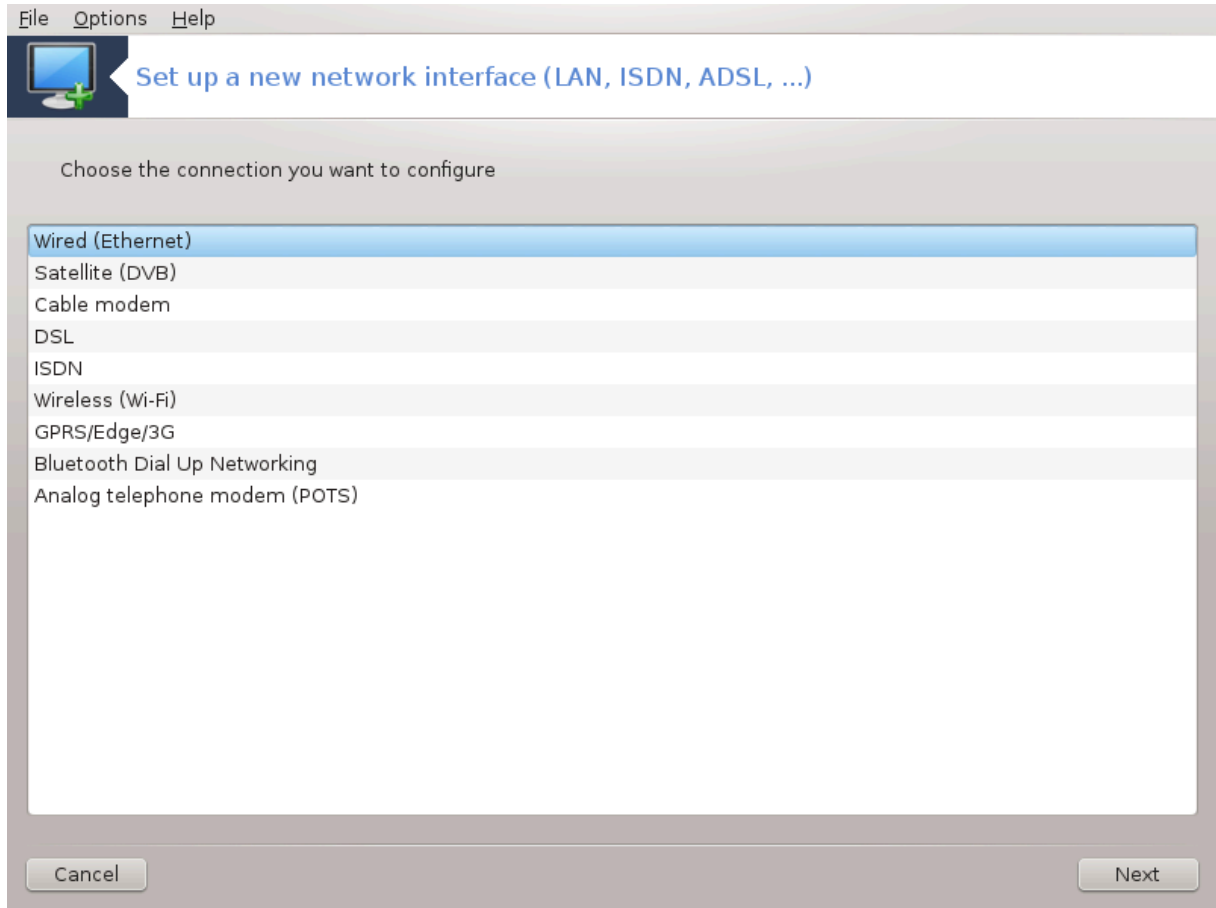 File Options Help
Set up a new network interface (LAN, ISDN, ADSL, ...)
Choose the connection you want to configure
Wired (Ethernet)
Satellite (DVB)
Cable modem
DSL
ISDN
Wireless (Wi-Fi)
GPRS/Edge/3G
Bluetooth Dial Up Networking
Analog telephone modem (POTS)
Cancel Next